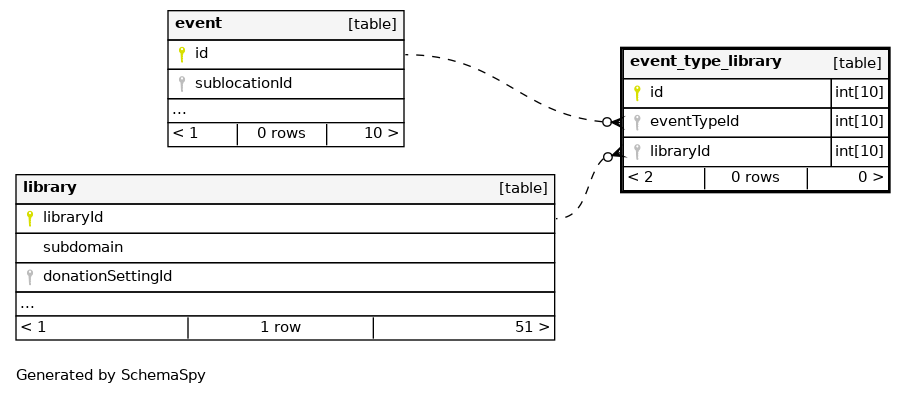 event [table]
id
sublocationId
...
< 1 0 rows 10 >
event_type_library [table]
id int[10]
eventTypeId int[10]
libraryId int[10]
< 2 0 rows 0 >
library [table]
libraryId
subdomain
donationSettingId
...
< 1 1 row 51 >
Generated by SchemaSpy